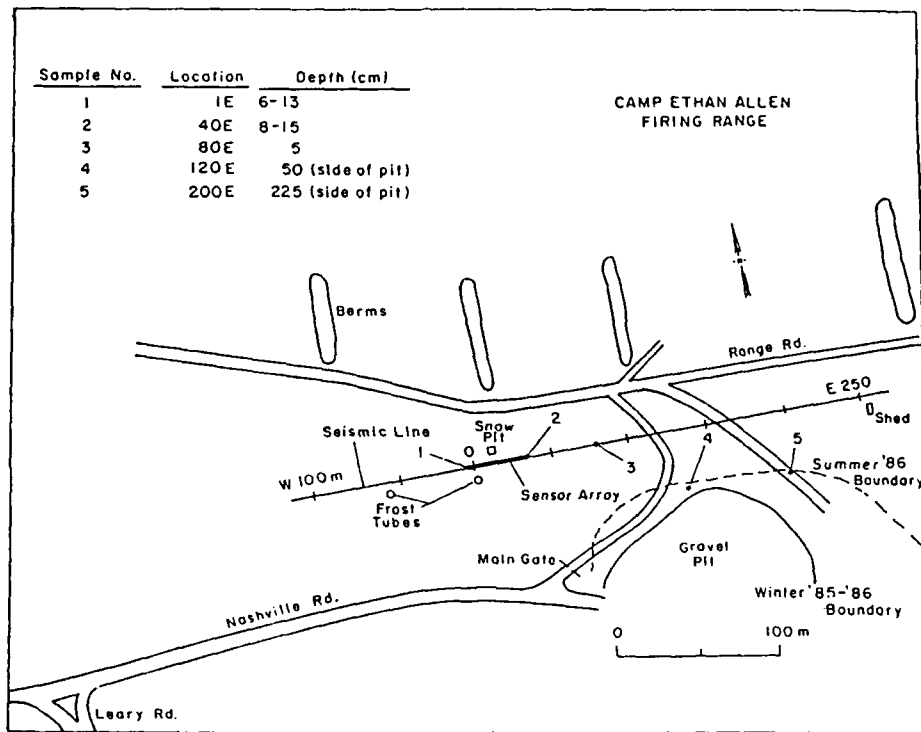 Sample No. Location Depth (cm)
1 1E 6-13
2 40E 8-15
3 80E 5
4 120E 50 (side of pit)
5 200E 225 (side of pit)
CAMP ETHAN ALLEN
FIRING RANGE
Berms
Range Rd.
E 250
Shed
Snow
Pit
2
Seismic Line
1
0
3
4
5
W 100m
Sensor Array
Frost
Tubes
Summer '86
Boundary
Main Gate
Gravel
Pit
Winter '85-'86
Boundary
Nashville Rd.
0
100 m
Leary Rd.